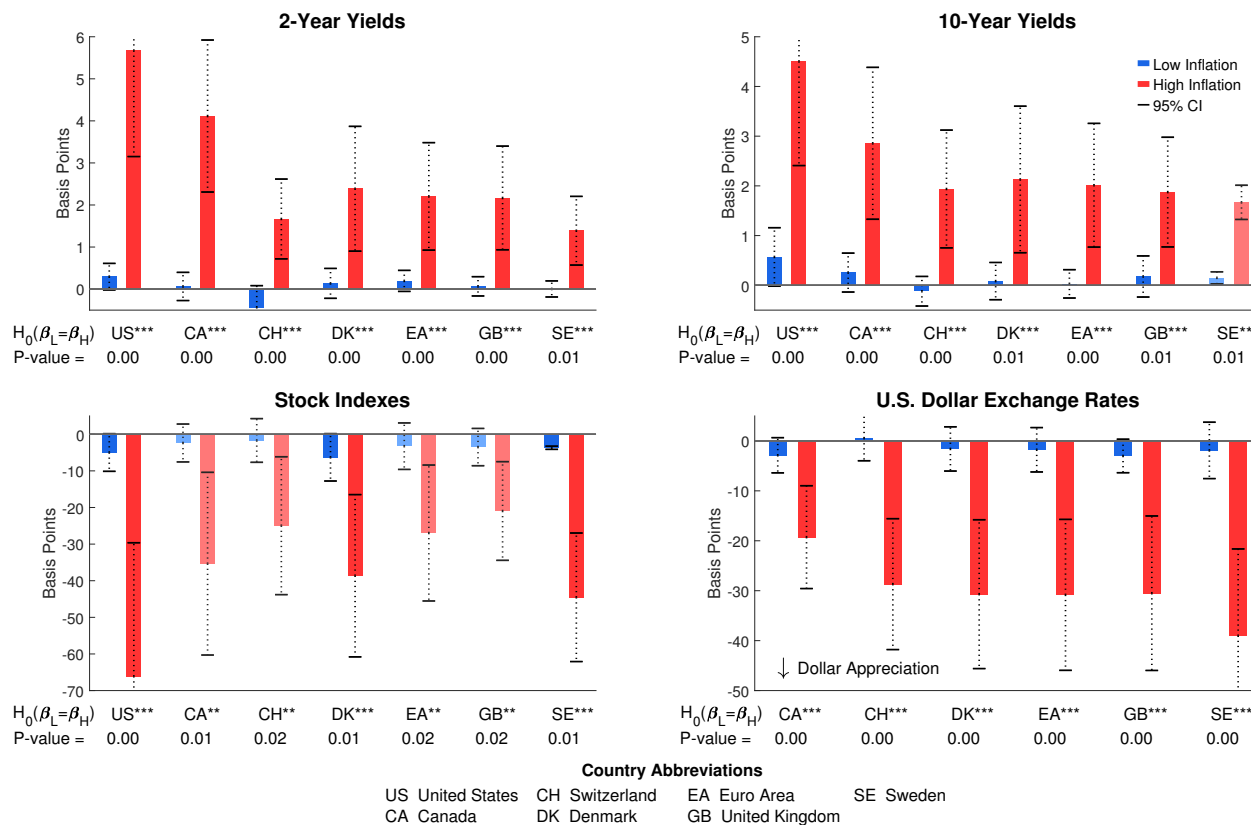 2-Year Yields
6
5
4
3
2
1
0
Basis Points
H0(βL=βH) US*** CA*** CH*** DK*** EA*** GB*** SE***
P-value = 0.00 0.00 0.00 0.00 0.00 0.00 0.01
10-Year Yields
5
4
3
2
1
0
Basis Points
Low Inflation
High Inflation
95% CI
H0(βL=βH) US*** CA*** CH*** DK*** EA*** GB*** SE**
P-value = 0.00 0.00 0.00 0.01 0.00 0.01 0.01
Stock Indexes
0
-10
-20
-30
-40
-50
-60
-70
Basis Points
H0(βL=βH) US*** CA** CH** DK*** EA** GB** SE***
P-value = 0.00 0.01 0.02 0.01 0.02 0.02 0.01
U.S. Dollar Exchange Rates
0
-10
-20
-30
-40
-50
Basis Points
↓ Dollar Appreciation
H0(βL=βH) CA*** CH*** DK*** EA*** GB*** SE***
P-value = 0.00 0.00 0.00 0.00 0.00 0.00
Country Abbreviations
US United States CH Switzerland EA Euro Area SE Sweden
CA Canada DK Denmark GB United Kingdom